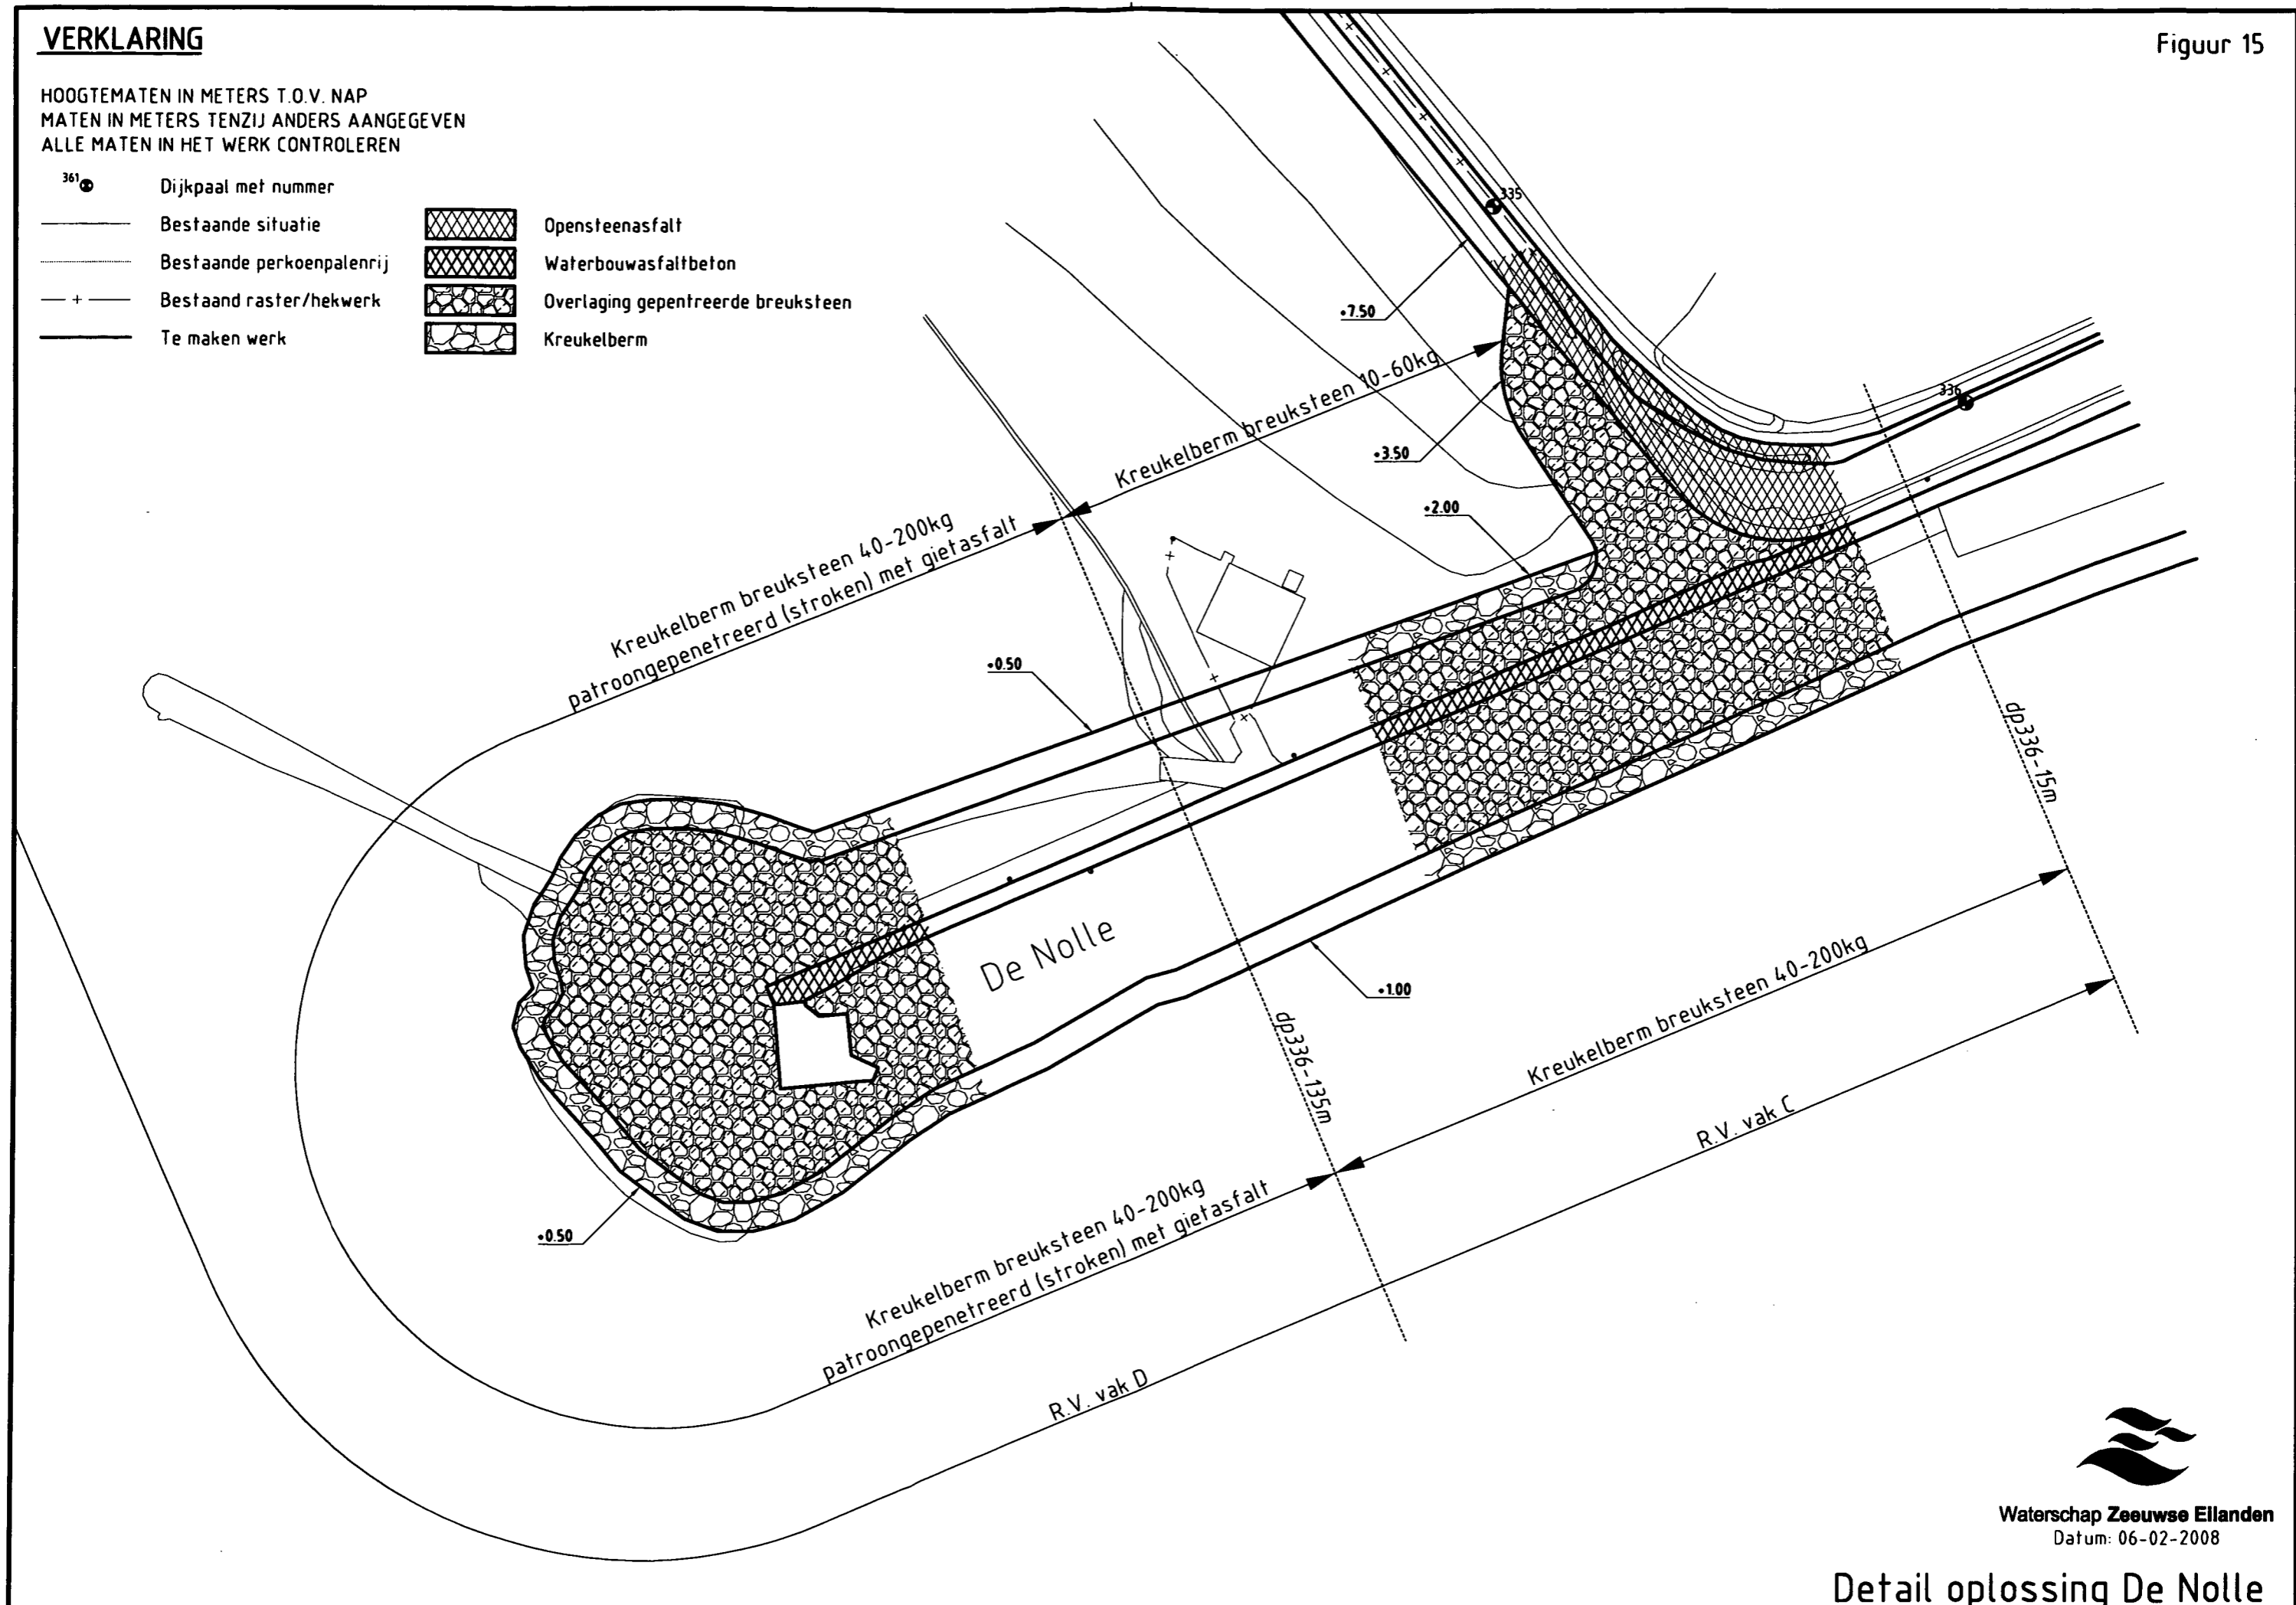 VERKLARING
Figuur 15
HOOGTEMATEN IN METERS T.O.V. NAP
MATEN IN METERS TENZIJ ANDERS AANGEGEVEN
ALLE MATEN IN HET WERK CONTROLEREN
361
Dijkpaal met nummer
Bestaande situatie
Bestaande perkoenpalenrij
Bestaand raster/hekwerk
Te maken werk
Opensteenasfalt
Waterbouwasfaltbeton
Overlaging gepentreerde breuksteen
Kreukelberm
335
336
+7.50
Kreukelberm breuksteen 10-60kg
+3.50
+2.00
Kreukelberm breuksteen 40-200kg
patroongepenetreerd (stroken) met gietasfalt
+0.50
dp336-15m
De Nolle
+1.00
Kreukelberm breuksteen 40-200kg
dp336-135m
R.V. vak C
+0.50
Kreukelberm breuksteen 40-200kg
patroongepenetreerd (stroken) met gietasfalt
R.V. vak D
Waterschap Zeeuwse Eilanden
Datum: 06-02-2008
Detail oplossing De Nolle